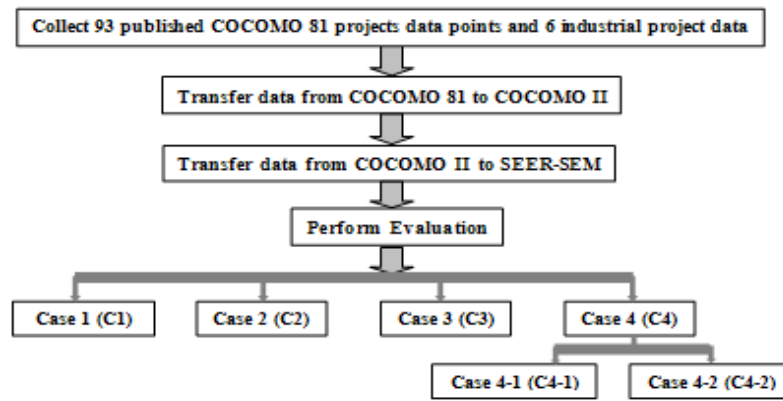 Collect 93 published COCOMO 81 projects data points and 6 industrial project data
Transfer data from COCOMO 81 to COCOMO II
Transfer data from COCOMO II to SEER-SEM
Perform Evaluation
Case 1 (C1)
Case 2 (C2)
Case 3 (C3)
Case 4 (C4)
Case 4-1 (C4-1)
Case 4-2 (C4-2)